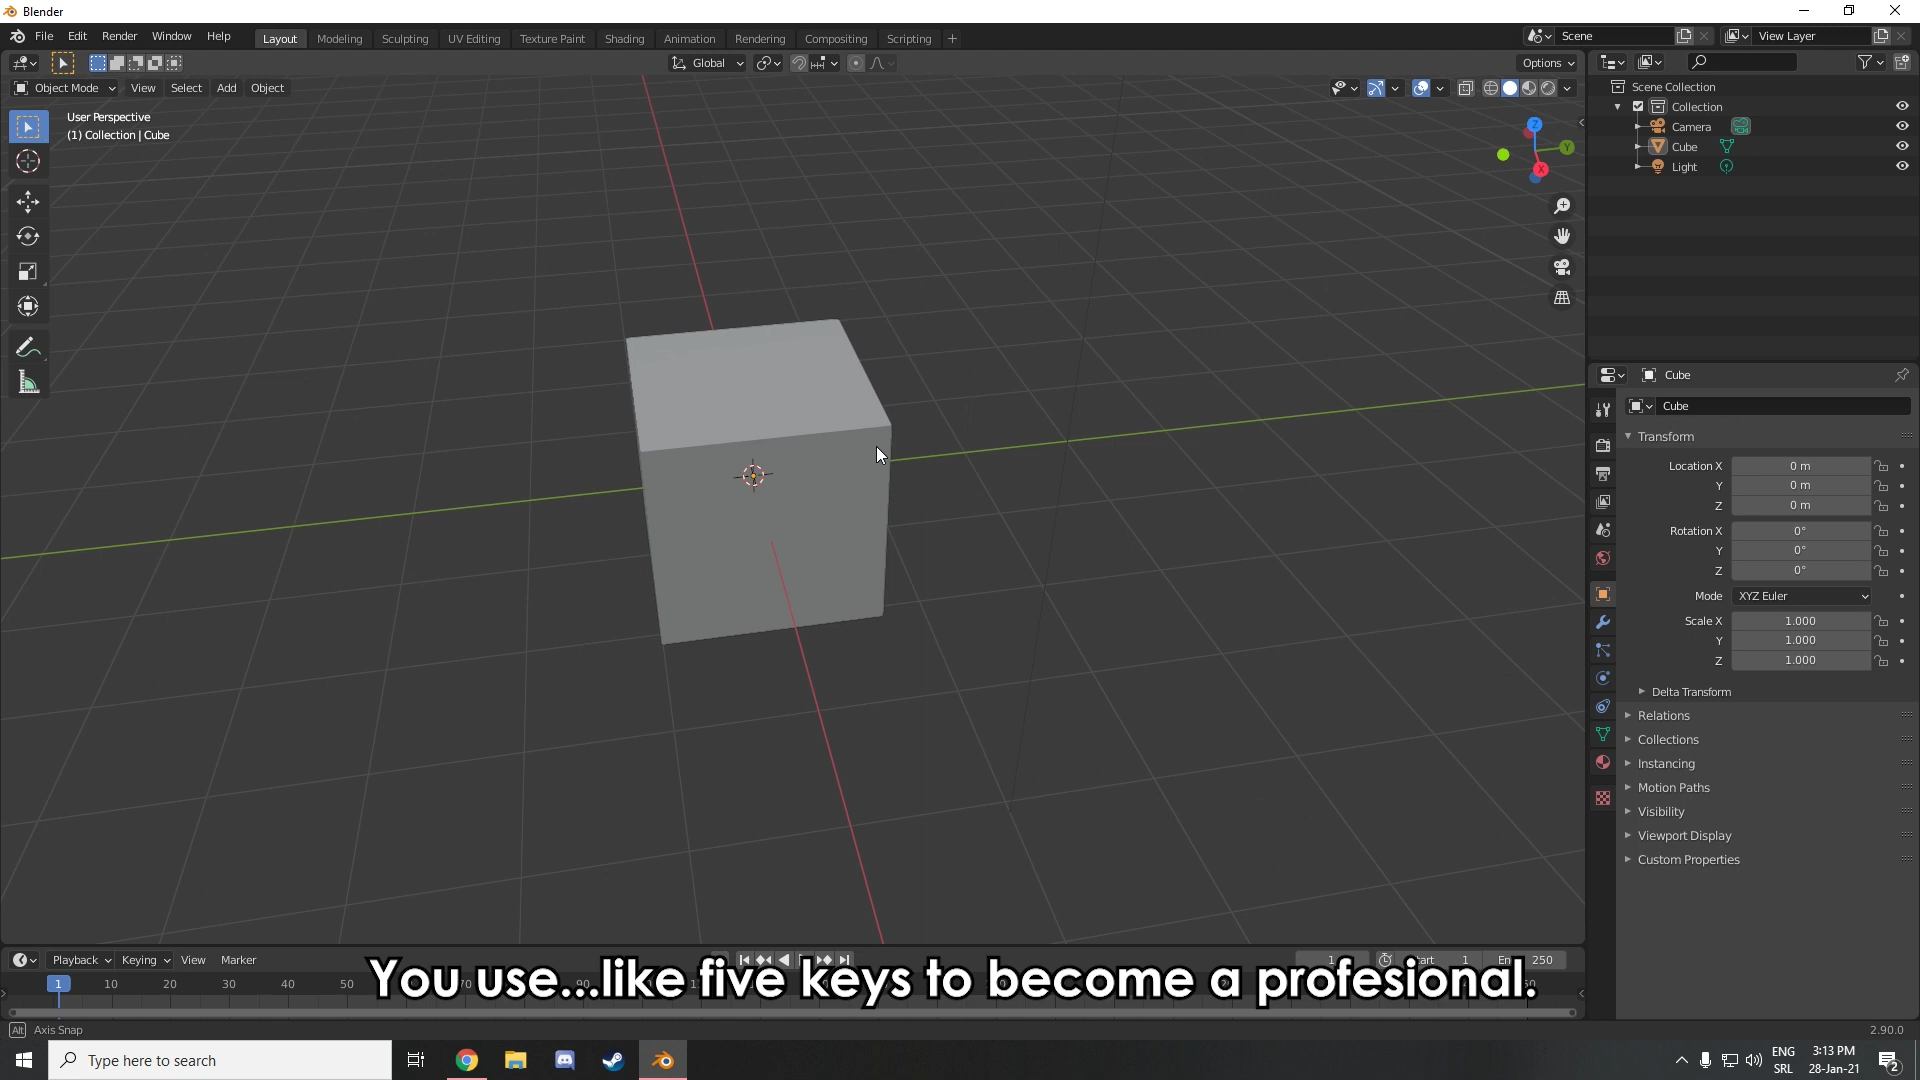 Blender
File Edit Render Window Help Layout Modeling Sculpting UV Editing Texture Paint Shading Animation Rendering Compositing Scripting + Scene View Layer
Global Options
Object Mode View Select Add Object
User Perspective
(1) Collection | Cube
Z
Y
X
Scene Collection
Collection
Camera
Cube
Light
Cube
Cube
Transform
Location X 0 m
Y 0 m
Z 0 m
Rotation X 0°
Y 0°
Z 0°
Mode XYZ Euler
Scale X 1.000
Y 1.000
Z 1.000
Delta Transform
Relations
Collections
Instancing
Motion Paths
Visibility
Viewport Display
Custom Properties
Playback Keying View Marker 1 1 250
1 10 20 30 40 50
You use...like five keys to become a profesional.
Alt Axis Snap 2.90.0
Type here to search
ENG 3:13 PM
SRL 28-Jan-21 2